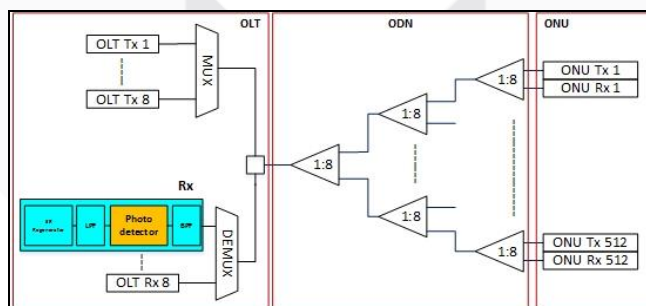 OLT
ODN
ONU
OLT Tx 1
OLT Tx 8
MUX
Rx
LPF
Photo
detector
BPF
OLT Rx 8
DEMUX
1:8
1:8
1:8
1:8
1:8
ONU Tx 1
ONU Rx 1
ONU Tx 512
ONU Rx 512